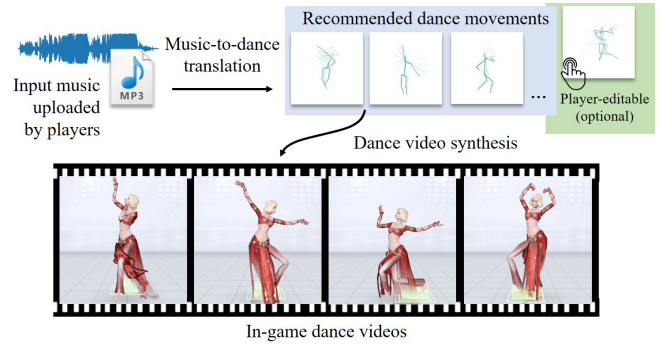 Recommended dance movements
Music-to-dance
translation
Input music
uploaded
by players
MP3
...
Player-editable
(optional)
Dance video synthesis
In-game dance videos